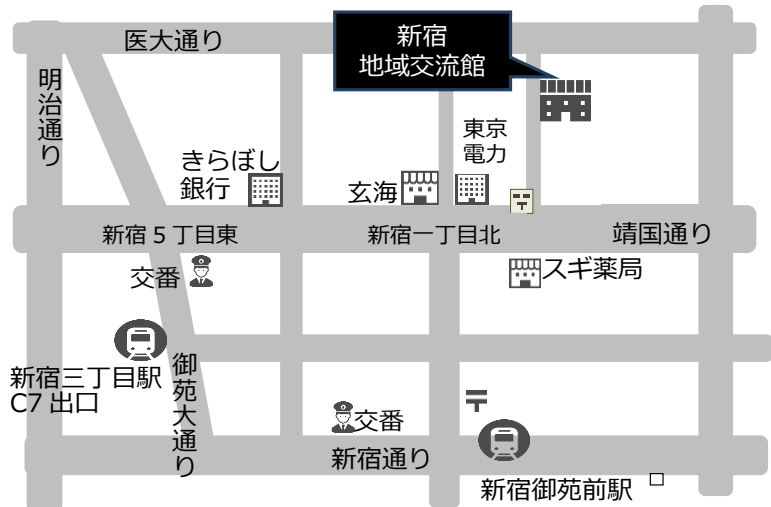 医大通り
新宿
地域交流館
明治通り
東京
電力
きらぼし
銀行
玄海
〒
新宿5丁目東
新宿一丁目北
靖国通り
交番
スギ薬局
新宿三丁目駅
C7出口
御苑大通り
〒
交番
新宿通り
新宿御苑前駅